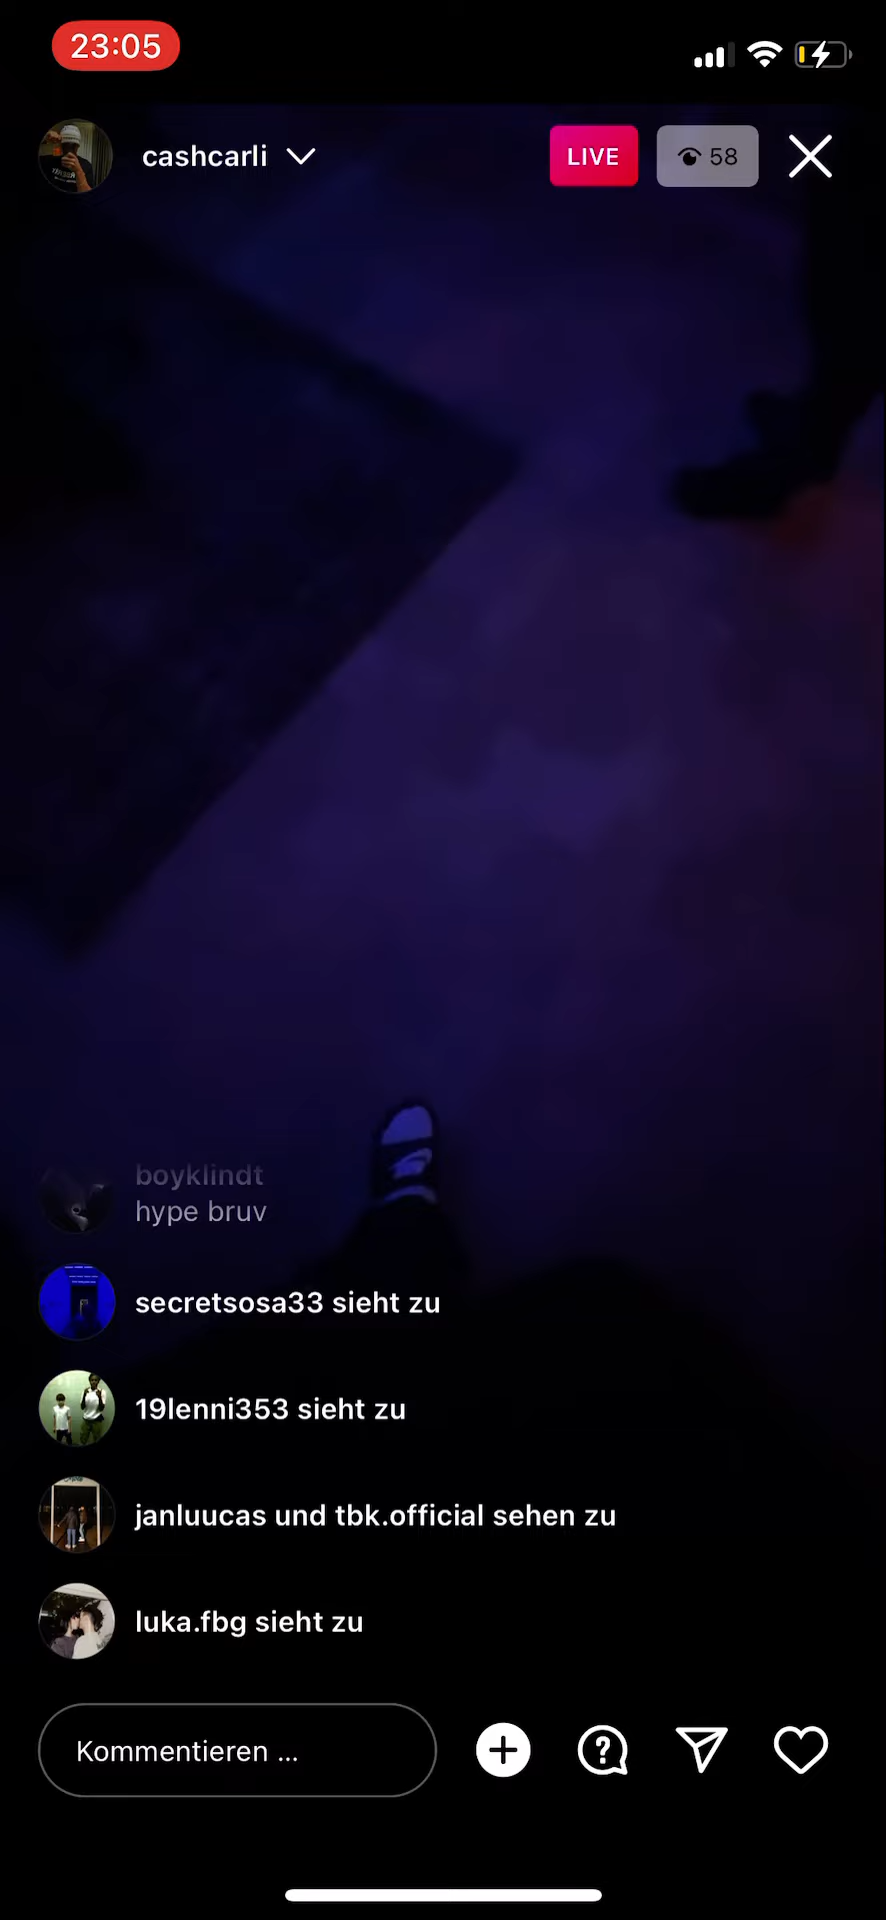 23:05
cashcarli
LIVE
58
boyklindt
hype bruv
secretsosa33 sieht zu
19lenni353 sieht zu
janluucas und tbk.official sehen zu
luka.fbg sieht zu
Kommentieren ...